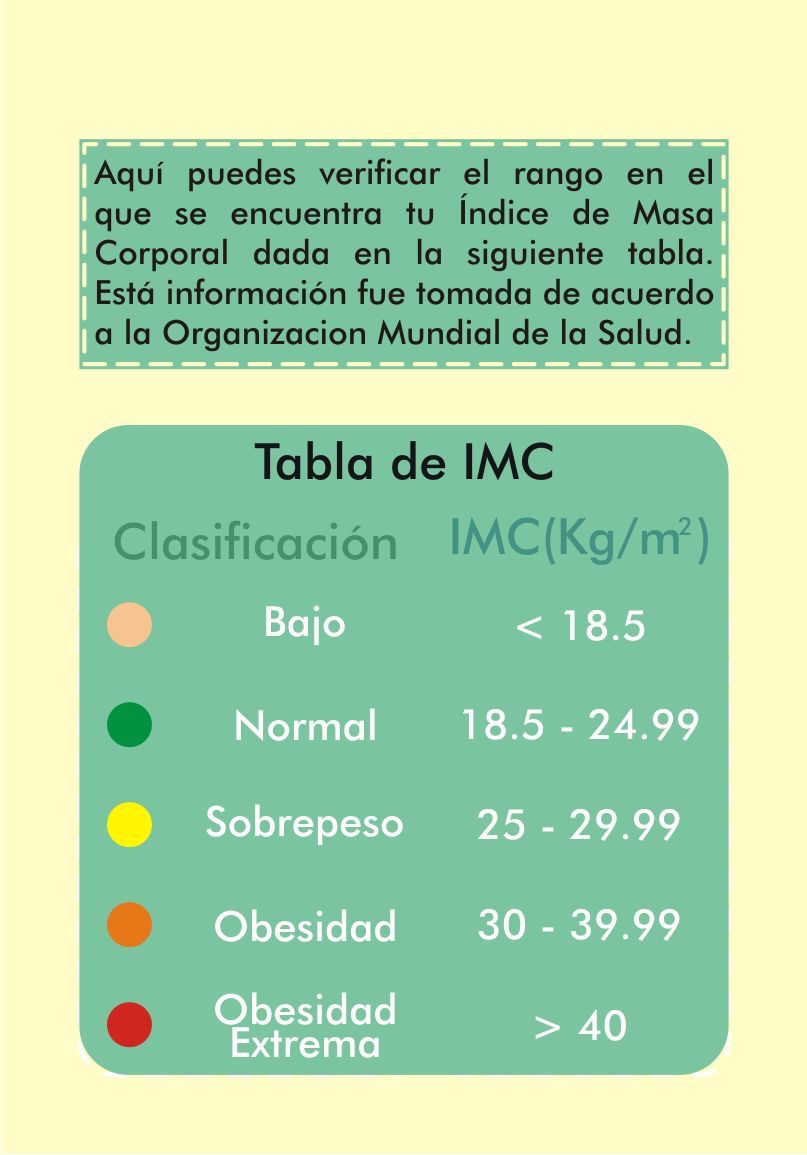 Aquí puedes verificar el rango en el
que se encuentra tu Índice de Masa
Corporal dada en la siguiente tabla.
Está información fue tomada de acuerdo
a la Organizacion Mundial de la Salud.
Tabla de IMC
Clasificación IMC(Kg/m²)
Bajo < 18.5
Normal 18.5 - 24.99
Sobrepeso 25 - 29.99
Obesidad 30 - 39.99
Obesidad
Extrema > 40